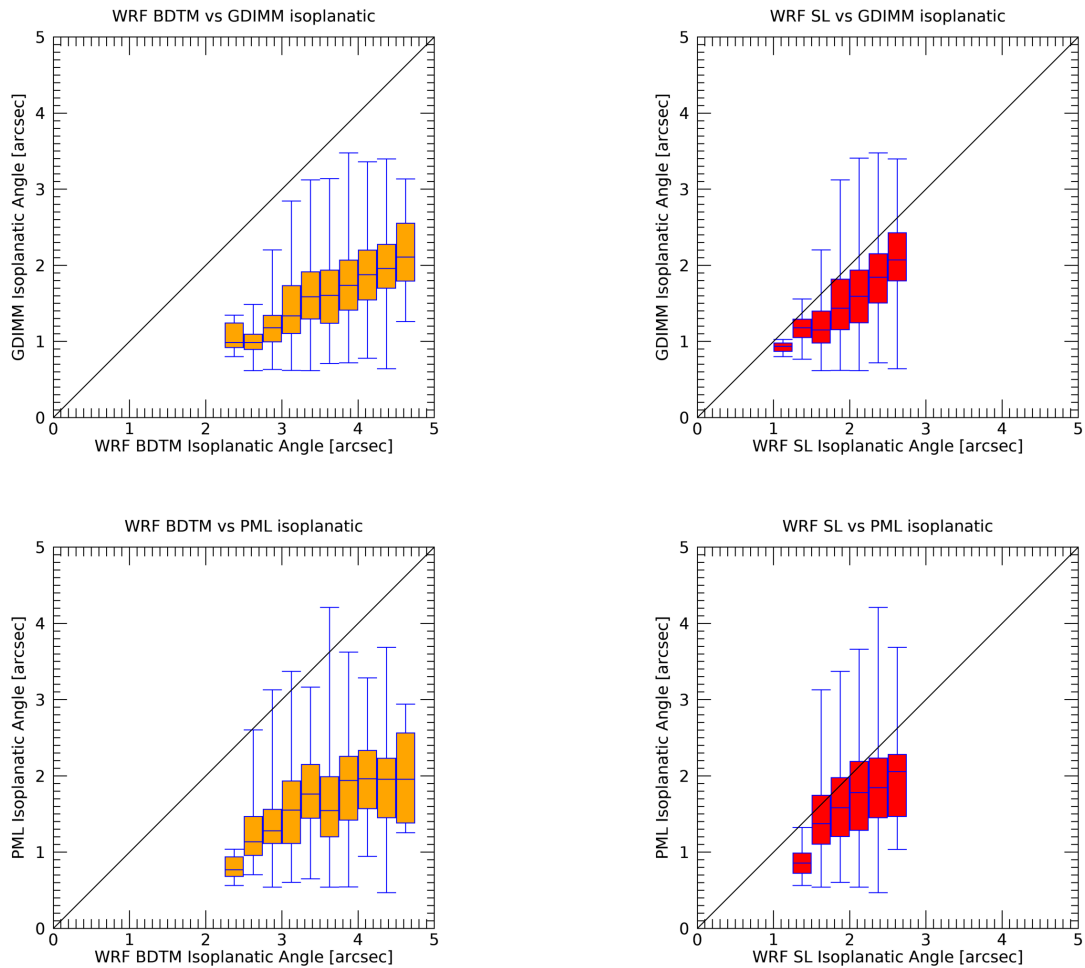 WRF BDTM vs GDIMM isoplanatic
5
4
3
2
1
0
GDIMM Isoplanatic Angle [arcsec]
0 1 2 3 4 5
WRF BDTM Isoplanatic Angle [arcsec]
WRF SL vs GDIMM isoplanatic
5
4
3
2
1
0
GDIMM Isoplanatic Angle [arcsec]
0 1 2 3 4 5
WRF SL Isoplanatic Angle [arcsec]
WRF BDTM vs PML isoplanatic
5
4
3
2
1
0
PML Isoplanatic Angle [arcsec]
0 1 2 3 4 5
WRF BDTM Isoplanatic Angle [arcsec]
WRF SL vs PML isoplanatic
5
4
3
2
1
0
PML Isoplanatic Angle [arcsec]
0 1 2 3 4 5
WRF SL Isoplanatic Angle [arcsec]